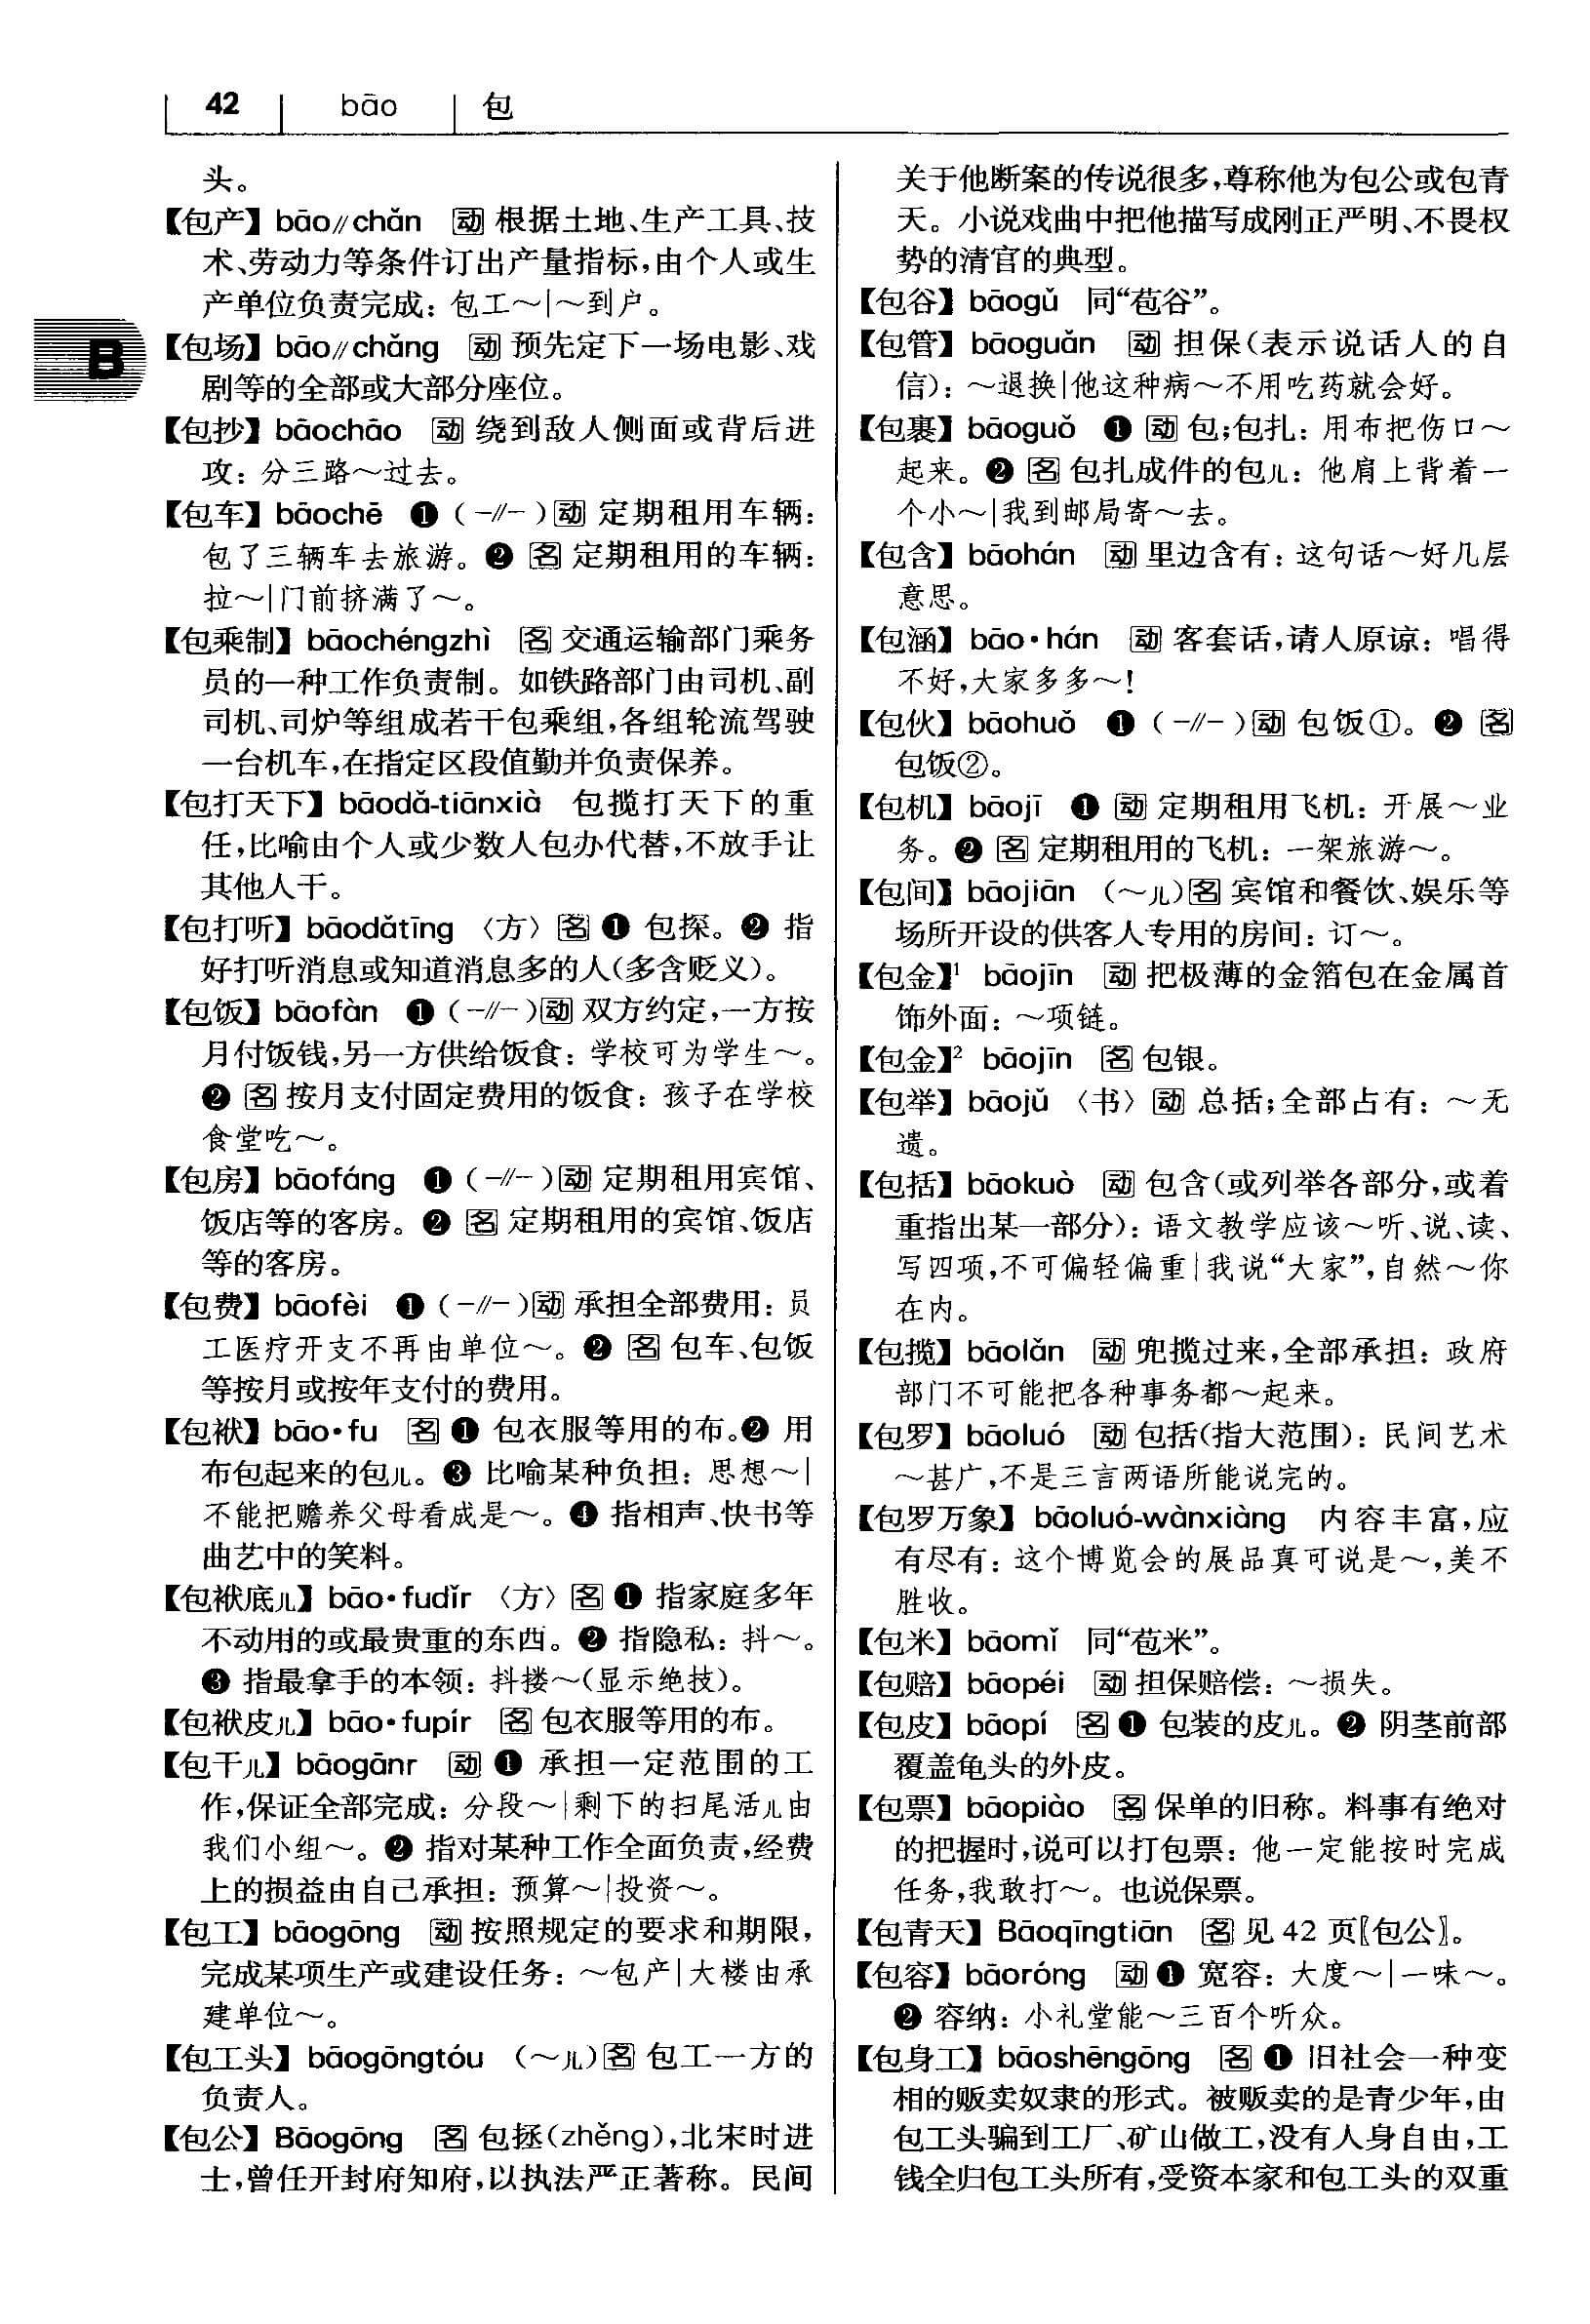 42 bāo 包
B
头。
【包产】bāo∥chǎn 动 根据土地、生产工具、技
术、劳动力等条件订出产量指标,由个人或生
产单位负责完成:包工～|～到户。
【包场】bāo∥chǎng 动 预先定下一场电影、戏
剧等的全部或大部分座位。
【包抄】bāochāo 动 绕到敌人侧面或背后进
攻:分三路～过去。
【包车】bāochē ❶(-∥-)动 定期租用车辆:
包了三辆车去旅游。❷ 名 定期租用的车辆:
拉～|门前挤满了～。
【包乘制】bāochéngzhì 名 交通运输部门乘务
员的一种工作负责制。如铁路部门由司机、副
司机、司炉等组成若干包乘组,各组轮流驾驶
一台机车,在指定区段值勤并负责保养。
【包打天下】bāodǎ-tiānxià 包揽打天下的重
任,比喻由个人或少数人包办代替,不放手让
其他人干。
【包打听】bāodǎtīng 〈方〉名 ❶ 包探。❷ 指
好打听消息或知道消息多的人(多含贬义)。
【包饭】bāofàn ❶(-∥-)动 双方约定,一方按
月付饭钱,另一方供给饭食:学校可为学生～。
❷ 名 按月支付固定费用的饭食:孩子在学校
食堂吃～。
【包房】bāofáng ❶(-∥-)动 定期租用宾馆、
饭店等的客房。❷ 名 定期租用的宾馆、饭店
等的客房。
【包费】bāofèi ❶(-∥-)动 承担全部费用:员
工医疗开支不再由单位～。❷ 名 包车、包饭
等按月或按年支付的费用。
【包袱】bāo·fu 名 ❶ 包衣服等用的布。❷ 用
布包起来的包儿。❸ 比喻某种负担:思想～|
不能把赡养父母看成是～。❹ 指相声、快书等
曲艺中的笑料。
【包袱底儿】bāo·fudǐr 〈方〉名 ❶ 指家庭多年
不动用的或最贵重的东西。❷ 指隐私:抖～。
❸ 指最拿手的本领:抖搂～(显示绝技)。
【包袱皮儿】bāo·fupír 名 包衣服等用的布。
【包干儿】bāogānr 动 ❶ 承担一定范围的工
作,保证全部完成:分段～|剩下的扫尾活儿由
我们小组～。❷ 指对某种工作全面负责,经费
上的损益由自己承担:预算～|投资～。
【包工】bāogōng 动 按照规定的要求和期限,
完成某项生产或建设任务:～包产|大楼由承
建单位～。
【包工头】bāogōngtóu (～儿)名 包工一方的
负责人。
【包公】Bāogōng 名 包拯(zhěng),北宋时进
士,曾任开封府知府,以执法严正著称。民间
关于他断案的传说很多,尊称他为包公或包青
天。小说戏曲中把他描写成刚正严明、不畏权
势的清官的典型。
【包谷】bāogǔ 同“苞谷”。
【包管】bāoguǎn 动 担保(表示说话人的自
信):～退换|他这种病～不用吃药就会好。
【包裹】bāoguǒ ❶ 动 包;包扎:用布把伤口～
起来。❷ 名 包扎成件的包儿:他肩上背着一
个小～|我到邮局寄～去。
【包含】bāohán 动 里边含有:这句话～好几层
意思。
【包涵】bāo·hán 动 客套话,请人原谅:唱得
不好,大家多多～!
【包伙】bāohuǒ ❶(-∥-)动 包饭①。❷ 名
包饭②。
【包机】bāojī ❶ 动 定期租用飞机:开展～业
务。❷ 名 定期租用的飞机:一架旅游～。
【包间】bāojiān (～儿)名 宾馆和餐饮、娱乐等
场所开设的供客人专用的房间:订～。
【包金】¹ bāojīn 动 把极薄的金箔包在金属首
饰外面:～项链。
【包金】² bāojīn 名 包银。
【包举】bāojǔ 〈书〉动 总括;全部占有:～无
遗。
【包括】bāokuò 动 包含(或列举各部分,或着
重指出某一部分):语文教学应该～听、说、读、
写四项,不可偏轻偏重|我说“大家”,自然～你
在内。
【包揽】bāolǎn 动 兜揽过来,全部承担:政府
部门不可能把各种事务都～起来。
【包罗】bāoluó 动 包括(指大范围):民间艺术
～甚广,不是三言两语所能说完的。
【包罗万象】bāoluó-wànxiàng 内容丰富,应
有尽有:这个博览会的展品真可说是～,美不
胜收。
【包米】bāomǐ 同“苞米”。
【包赔】bāopéi 动 担保赔偿:～损失。
【包皮】bāopí 名 ❶ 包装的皮儿。❷ 阴茎前部
覆盖龟头的外皮。
【包票】bāopiào 名 保单的旧称。料事有绝对
的把握时,说可以打包票:他一定能按时完成
任务,我敢打～。也说保票。
【包青天】Bāoqīngtiān 名 见 42 页〖包公〗。
【包容】bāoróng 动 ❶ 宽容:大度～|一味～。
❷ 容纳:小礼堂能～三百个听众。
【包身工】bāoshēngōng 名 ❶ 旧社会一种变
相的贩卖奴隶的形式。被贩卖的是青少年,由
包工头骗到工厂、矿山做工,没有人身自由,工
钱全归包工头所有,受资本家和包工头的双重